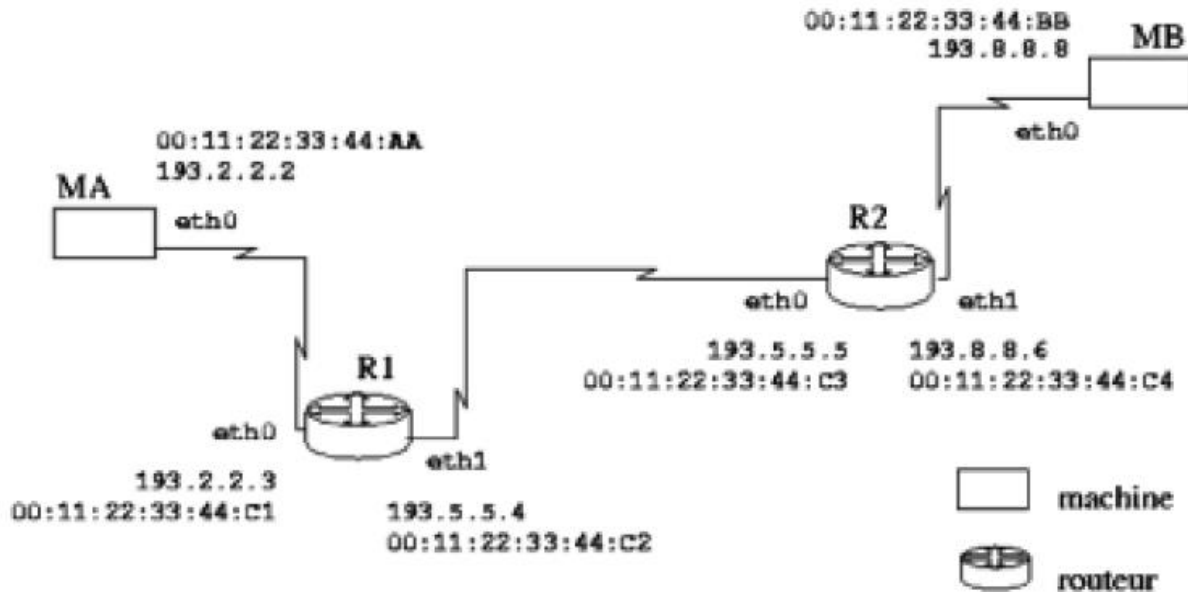 00:11:22:33:44:BB
193.8.8.8
MB
eth0
00:11:22:33:44:AA
193.2.2.2
MA
eth0
R2
eth0
eth1
193.5.5.5
00:11:22:33:44:C3
193.8.8.6
00:11:22:33:44:C4
R1
eth0
eth1
193.2.2.3
00:11:22:33:44:C1
193.5.5.4
00:11:22:33:44:C2
machine
routeur